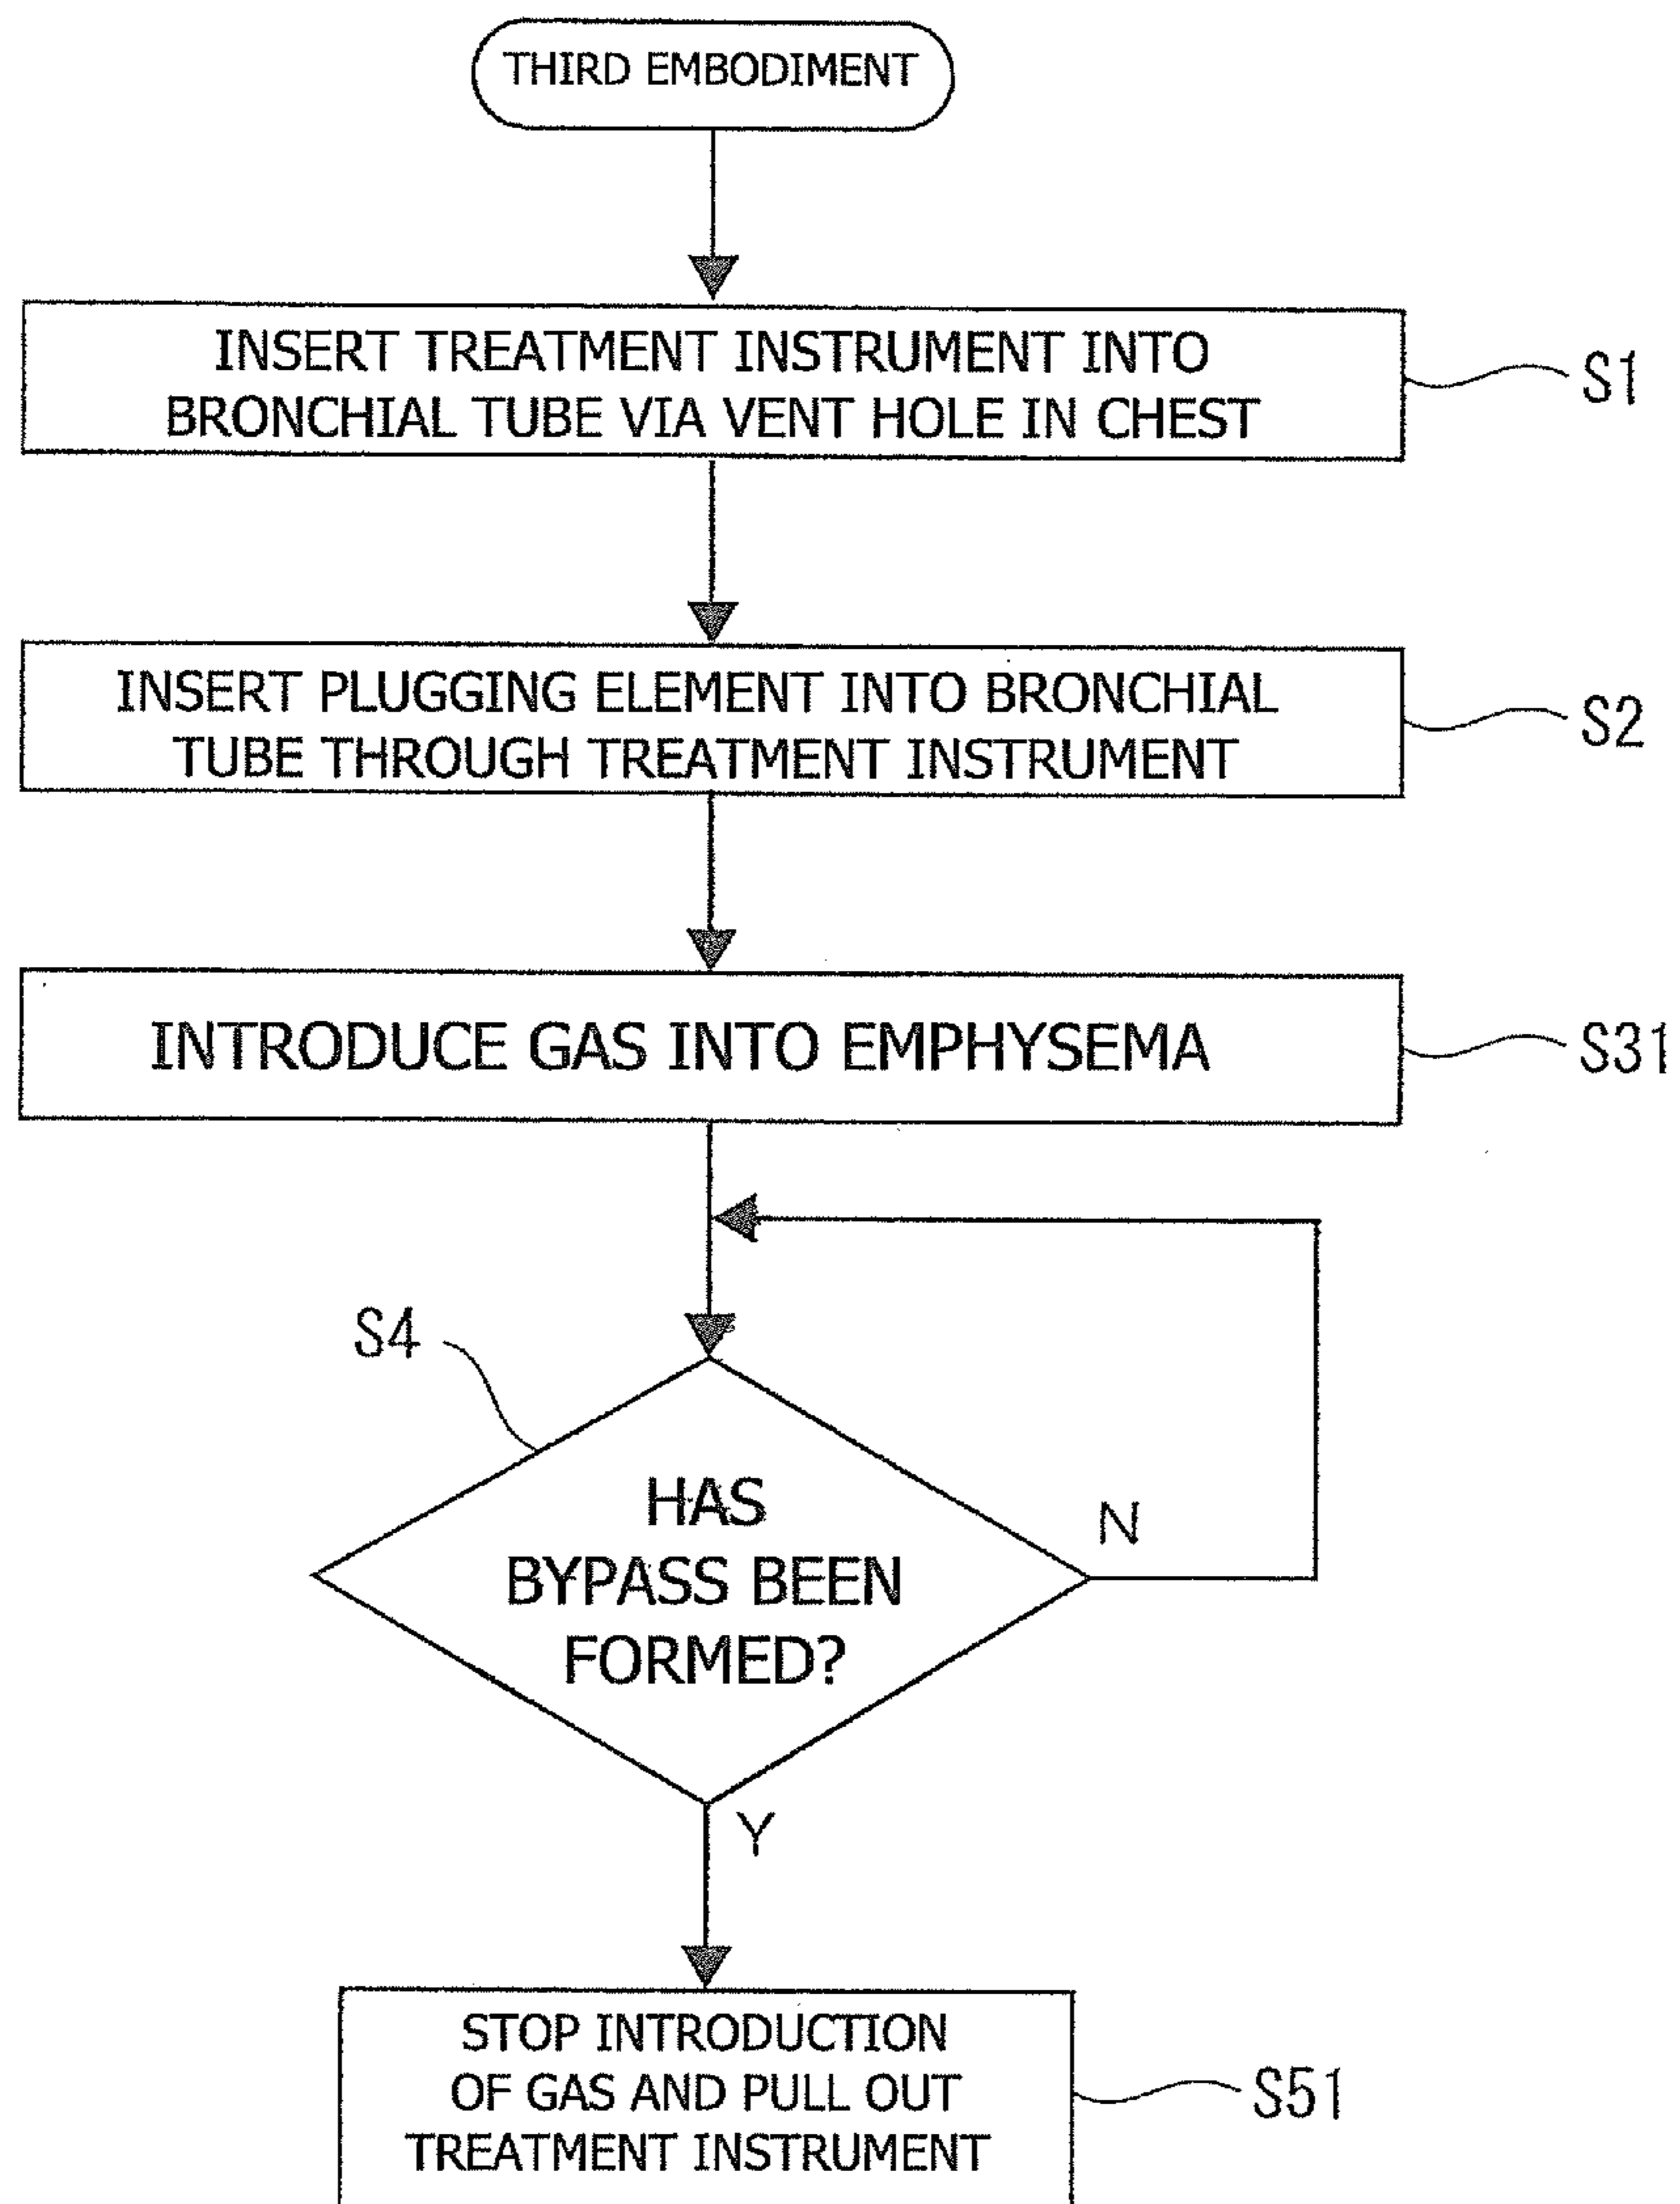 THIRD EMBODIMENT
INSERT TREATMENT INSTRUMENT INTO
BRONCHIAL TUBE VIA VENT HOLE IN CHEST
S1
INSERT PLUGGING ELEMENT INTO BRONCHIAL
TUBE THROUGH TREATMENT INSTRUMENT
S2
INTRODUCE GAS INTO EMPHYSEMA
S31
S4
HAS
BYPASS BEEN
FORMED?
N
Y
STOP INTRODUCTION
OF GAS AND PULL OUT
TREATMENT INSTRUMENT
S51